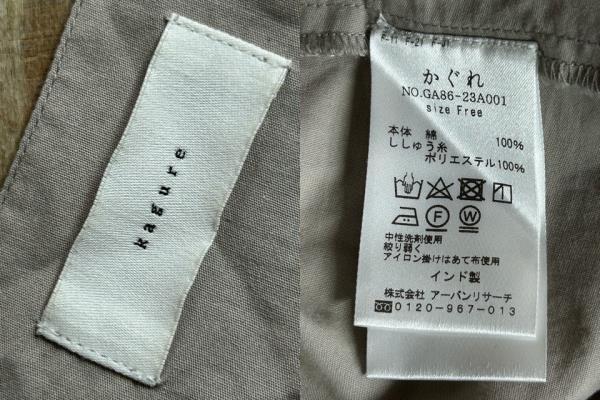 kagure
かぐれ
NO.GA86-23A001
size Free
本体 綿 100%
ししゅう糸
ポリエステル100%
中性洗剤使用
絞り弱く
アイロン掛けはあて布使用
インド製
株式会社 アーバンリサーチ
0120-967-013